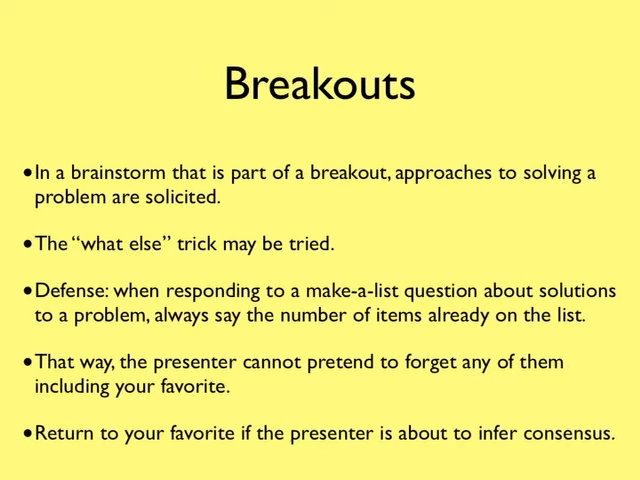 Breakouts
•In a brainstorm that is part of a breakout, approaches to solving a
problem are solicited.
•The “what else” trick may be tried.
•Defense: when responding to a make-a-list question about solutions
to a problem, always say the number of items already on the list.
•That way, the presenter cannot pretend to forget any of them
including your favorite.
•Return to your favorite if the presenter is about to infer consensus.